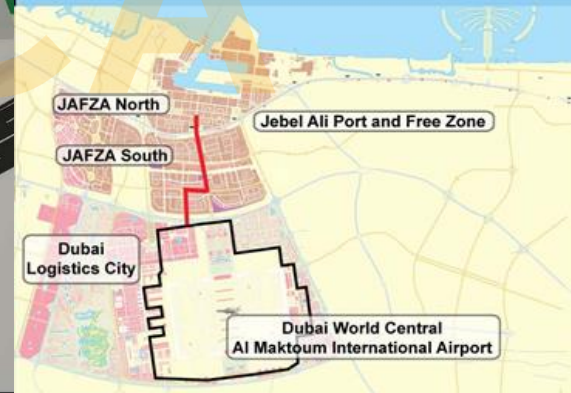 JAFZA North
Jebel Ali Port and Free Zone
JAFZA South
Dubai
Logistics City
Dubai World Central
Al Maktoum International Airport